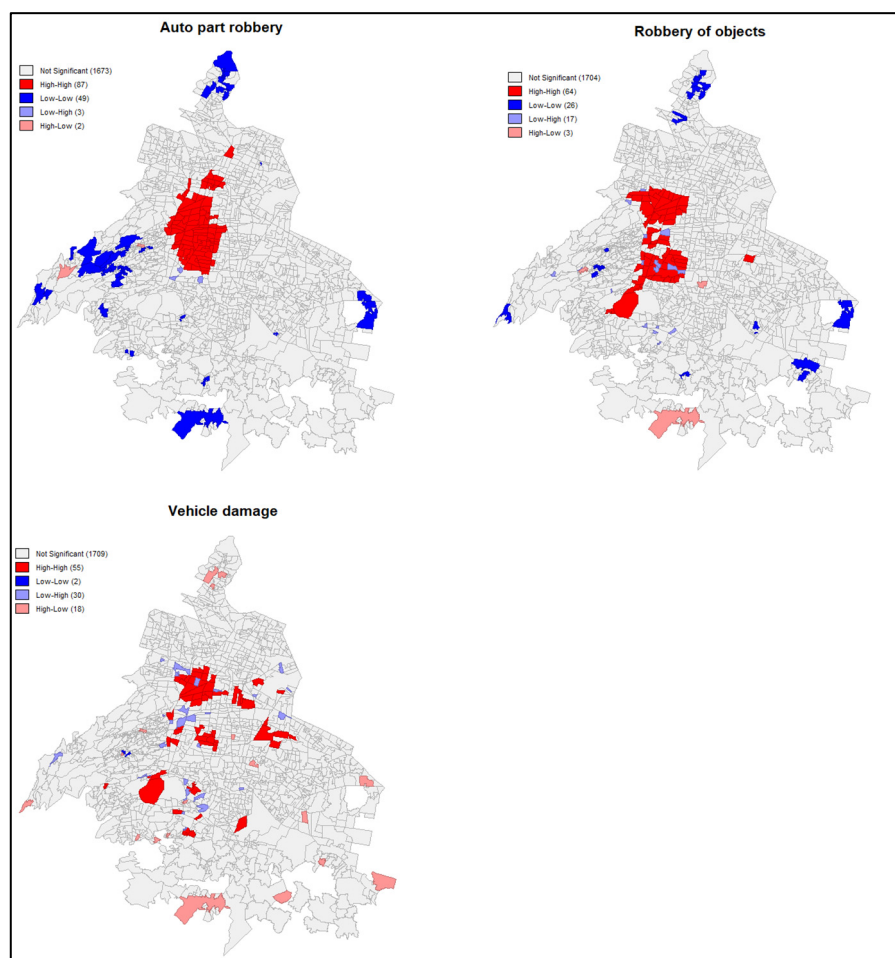 Auto part robbery
Not Significant (1673)
High-High (87)
Low-Low (49)
Low-High (3)
High-Low (2)
Robbery of objects
Not Significant (1704)
High-High (64)
Low-Low (26)
Low-High (17)
High-Low (3)
Vehicle damage
Not Significant (1709)
High-High (55)
Low-Low (2)
Low-High (30)
High-Low (18)